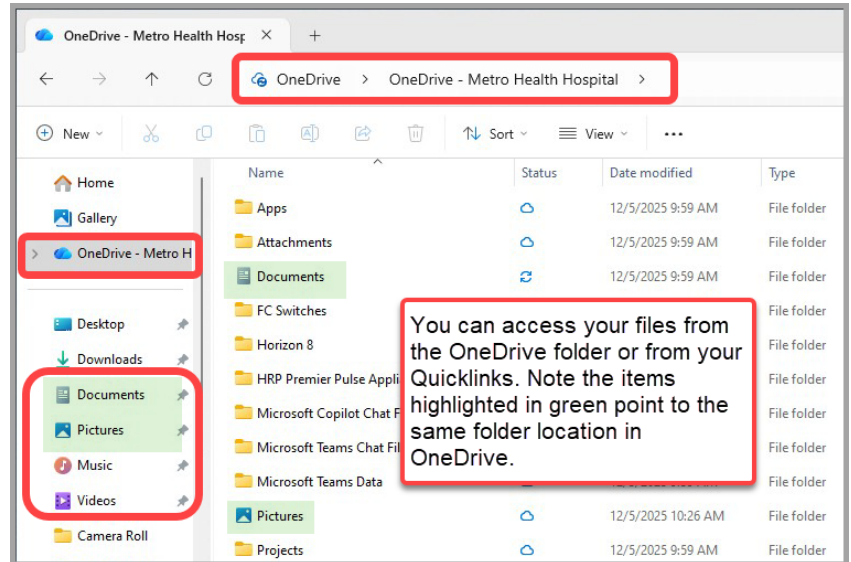 OneDrive - Metro Health Hosp
OneDrive > OneDrive - Metro Health Hospital >
New Sort View ...
Name Status Date modified Type
Home
Gallery
OneDrive - Metro H
Desktop
Downloads
Documents
Pictures
Music
Videos
Camera Roll
Apps 12/5/2025 9:59 AM File folder
Attachments 12/5/2025 9:59 AM File folder
Documents 12/5/2025 9:59 AM File folder
FC Switches File folder
Horizon 8 File folder
HRP Premier Pulse Appli File folder
Microsoft Copilot Chat F File folder
Microsoft Teams Chat Fil File folder
Microsoft Teams Data File folder
Pictures 12/5/2025 10:26 AM File folder
Projects 12/5/2025 9:59 AM File folder
You can access your files from
the OneDrive folder or from your
Quicklinks. Note the items
highlighted in green point to the
same folder location in
OneDrive.